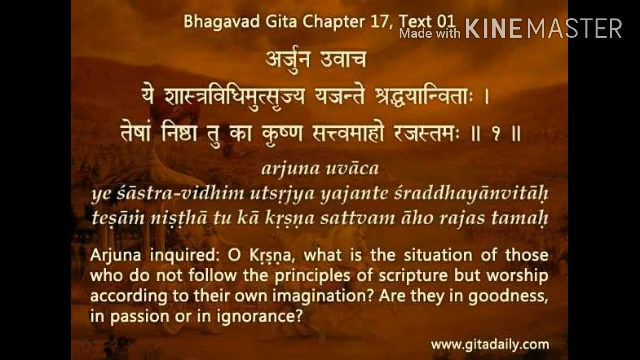 Bhagavad Gita Chapter 17, Text 01
Made with KINEMASTER
अर्जुन उवाच
ये शास्त्रविधिमुत्सृज्य यजन्ते श्रद्धयान्विताः ।
तेषां निष्ठा तु का कृष्ण सत्त्वमाहो रजस्तमः ॥ १ ॥
arjuna uvāca
ye śāstra-vidhim utsṛjya yajante śraddhayānvitāḥ
teṣāṁ niṣṭhā tu kā kṛṣṇa sattvam āho rajas tamaḥ
Arjuna inquired: O Kṛṣṇa, what is the situation of those
who do not follow the principles of scripture but worship
according to their own imagination? Are they in goodness,
in passion or in ignorance?
www.gitadaily.com